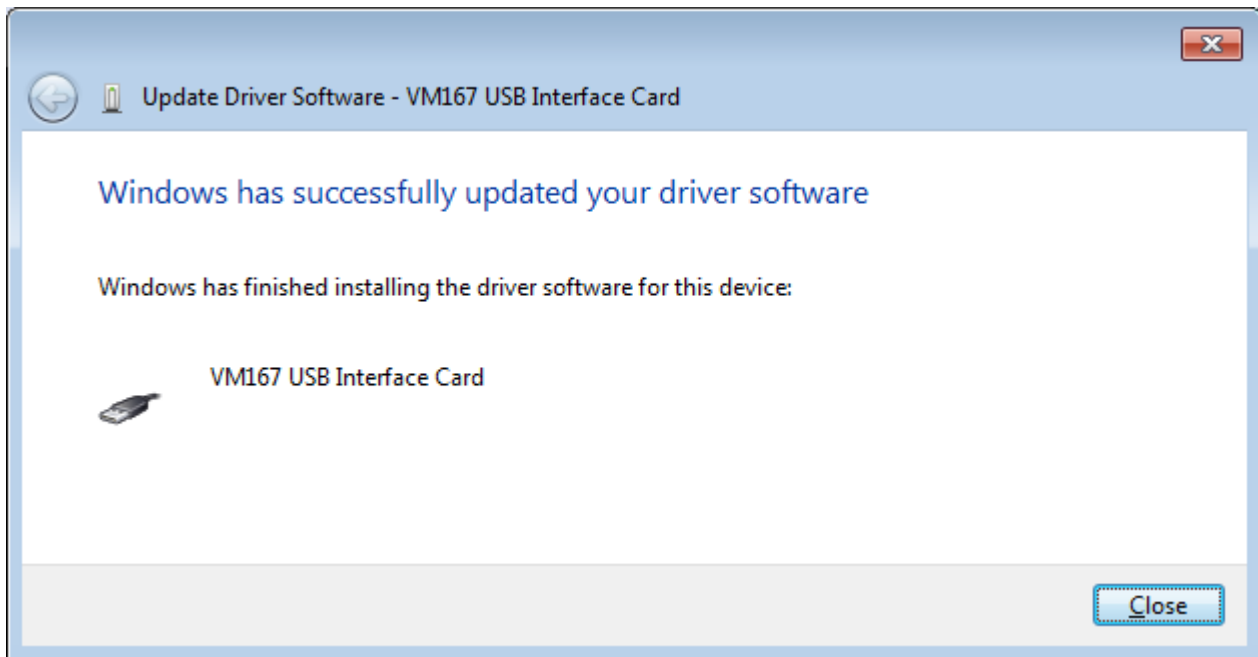 Update Driver Software - VM167 USB Interface Card
Windows has successfully updated your driver software
Windows has finished installing the driver software for this device:
VM167 USB Interface Card
Close